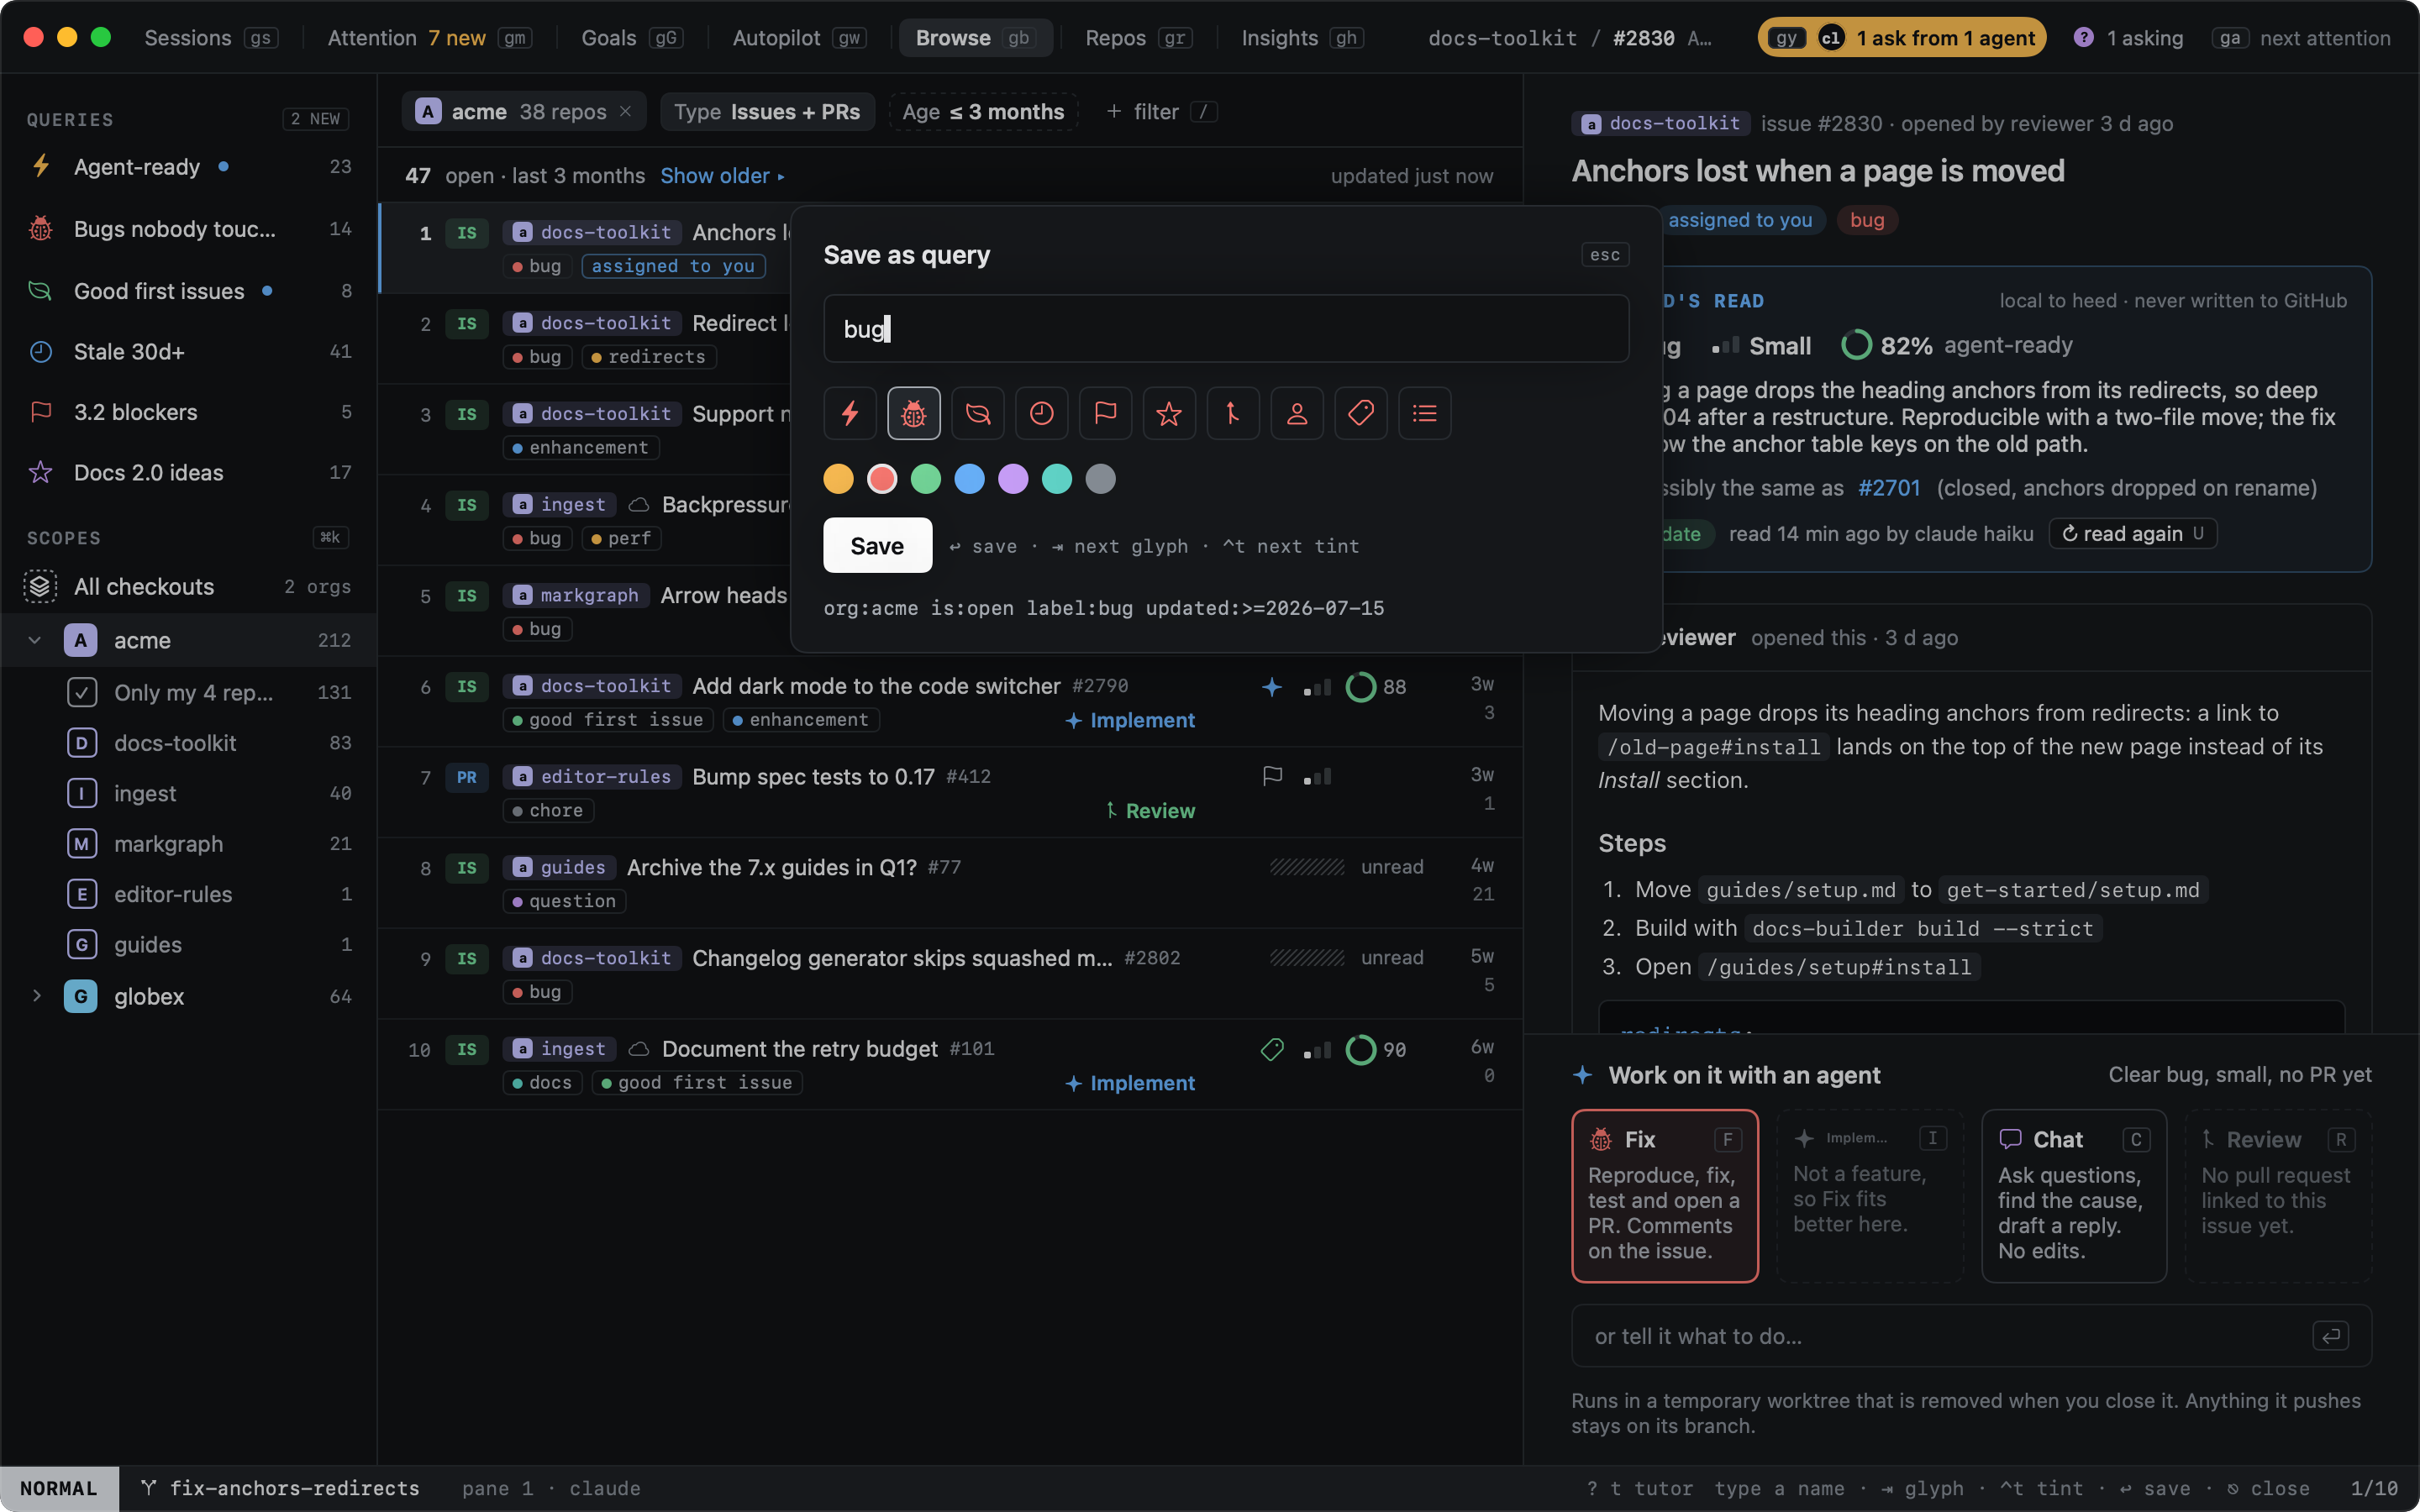 Sessions gs Attention 7 new gm Goals gG Autopilot gw Browse gb Repos gr Insights gh docs-toolkit / #2830 A... gy cl 1 ask from 1 agent ? 1 asking ga next attention
QUERIES 2 NEW
Agent-ready 23
Bugs nobody touc... 14
Good first issues 8
Stale 30d+ 41
3.2 blockers 5
Docs 2.0 ideas 17
SCOPES ⌘k
All checkouts 2 orgs
A acme 212
Only my 4 rep... 131
D docs-toolkit 83
I ingest 40
M markgraph 21
E editor-rules 1
G guides 1
G globex 64
A acme 38 repos × Type Issues + PRs Age ≤ 3 months + filter /
47 open · last 3 months Show older ▸ updated just now
1 IS a docs-toolkit Anchors l
bug assigned to you
2 IS a docs-toolkit Redirect l
bug redirects
3 IS a docs-toolkit Support n
enhancement
4 IS a ingest Backpressur
bug perf
5 IS a markgraph Arrow heads
bug
6 IS a docs-toolkit Add dark mode to the code switcher #2790 88 3w
good first issue enhancement Implement 3
7 PR a editor-rules Bump spec tests to 0.17 #412 3w
chore Review 1
8 IS a guides Archive the 7.x guides in Q1? #77 unread 4w
question 21
9 IS a docs-toolkit Changelog generator skips squashed m... #2802 unread 5w
bug 5
10 IS a ingest Document the retry budget #101 90 6w
docs good first issue Implement 0
Save as query esc
bug
Save ↩ save · ⇥ next glyph · ^t next tint
org:acme is:open label:bug updated:>=2026-07-15
a docs-toolkit issue #2830 · opened by reviewer 3 d ago
Anchors lost when a page is moved
assigned to you bug
D'S READ local to heed · never written to GitHub
g Small 82% agent-ready
g a page drops the heading anchors from its redirects, so deep
04 after a restructure. Reproducible with a two-file move; the fix
ow the anchor table keys on the old path.
ssibly the same as #2701 (closed, anchors dropped on rename)
date read 14 min ago by claude haiku read again U
eviewer opened this · 3 d ago
Moving a page drops its heading anchors from redirects: a link to
/old-page#install lands on the top of the new page instead of its
Install section.
Steps
1. Move guides/setup.md to get-started/setup.md
2. Build with docs-builder build --strict
3. Open /guides/setup#install
redirects:
Work on it with an agent Clear bug, small, no PR yet
Fix F
Reproduce, fix,
test and open a
PR. Comments
on the issue.
Implem... I
Not a feature,
so Fix fits
better here.
Chat C
Ask questions,
find the cause,
draft a reply.
No edits.
Review R
No pull request
linked to this
issue yet.
or tell it what to do...
Runs in a temporary worktree that is removed when you close it. Anything it pushes
stays on its branch.
NORMAL fix-anchors-redirects pane 1 · claude ? t tutor type a name · ⇥ glyph · ^t tint · ↩ save · ⎋ close 1/10